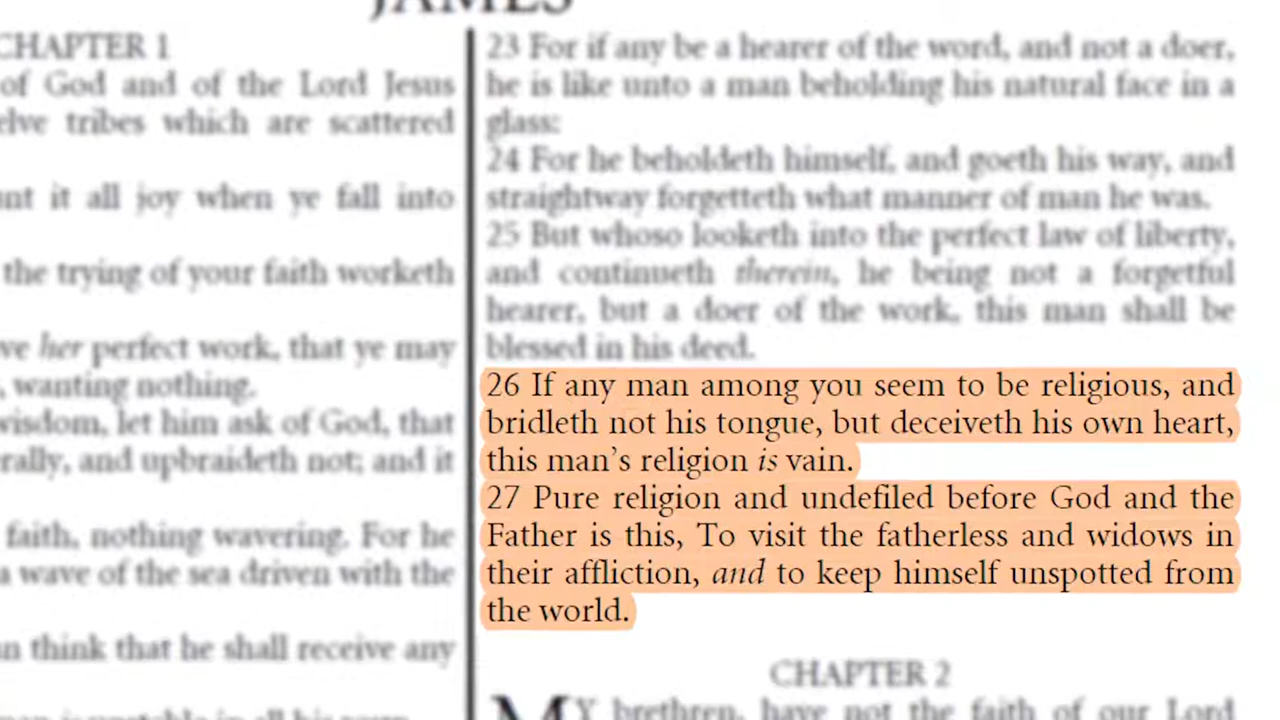 JAMES
CHAPTER 1
of God and of the Lord Jesus
elve tribes which are scattered
nt it all joy when ye fall into
the trying of your faith worketh
ve her perfect work, that ye may
, wanting nothing.
wisdom, let him ask of God, that
rally, and upbraideth not; and it
faith, nothing wavering. For he
a wave of the sea driven with the
n think that he shall receive any
23 For if any be a hearer of the word, and not a doer,
he is like unto a man beholding his natural face in a
glass:
24 For he beholdeth himself, and goeth his way, and
straightway forgetteth what manner of man he was.
25 But whoso looketh into the perfect law of liberty,
and continueth therein, he being not a forgetful
hearer, but a doer of the work, this man shall be
blessed in his deed.
26 If any man among you seem to be religious, and
bridleth not his tongue, but deceiveth his own heart,
this man's religion is vain.
27 Pure religion and undefiled before God and the
Father is this, To visit the fatherless and widows in
their affliction, and to keep himself unspotted from
the world.
CHAPTER 2
MY brethren, have not the faith of our Lord